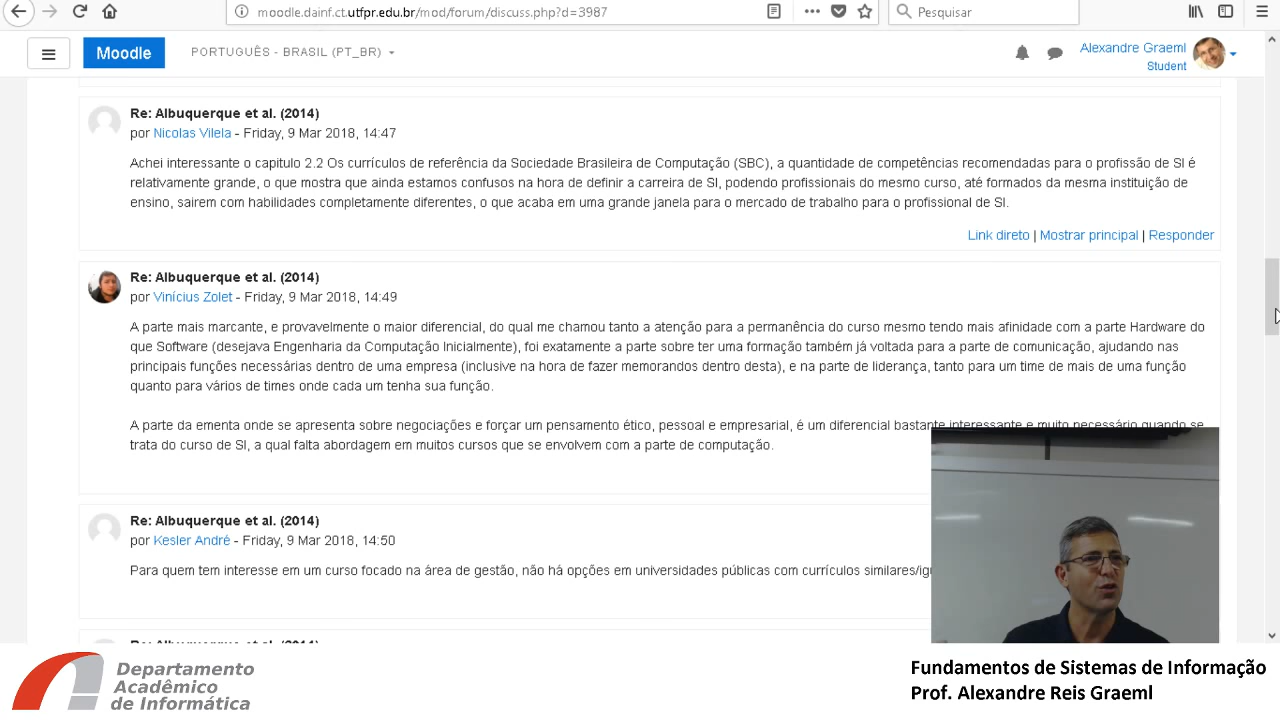 moodle.dainf.ct.utfpr.edu.br/mod/forum/discuss.php?d=3987
Pesquisar
Moodle
PORTUGUÊS - BRASIL (PT_BR)
Alexandre Graeml
Student
Re: Albuquerque et al. (2014)
por Nicolas Vilela - Friday, 9 Mar 2018, 14:47
Achei interessante o capitulo 2.2 Os currículos de referência da Sociedade Brasileira de Computação (SBC), a quantidade de competências recomendadas para o profissão de SI é
relativamente grande, o que mostra que ainda estamos confusos na hora de definir a carreira de SI, podendo profissionais do mesmo curso, até formados da mesma instituição de
ensino, sairem com habilidades completamente diferentes, o que acaba em uma grande janela para o mercado de trabalho para o profissional de SI.
Link direto | Mostrar principal | Responder
Re: Albuquerque et al. (2014)
por Vinícius Zolet - Friday, 9 Mar 2018, 14:49
A parte mais marcante, e provavelmente o maior diferencial, do qual me chamou tanto a atenção para a permanência do curso mesmo tendo mais afinidade com a parte Hardware do
que Software (desejava Engenharia da Computação Inicialmente), foi exatamente a parte sobre ter uma formação também já voltada para a parte de comunicação, ajudando nas
principais funções necessárias dentro de uma empresa (inclusive na hora de fazer memorandos dentro desta), e na parte de liderança, tanto para um time de mais de uma função
quanto para vários de times onde cada um tenha sua função.
A parte da ementa onde se apresenta sobre negociações e forçar um pensamento ético, pessoal e empresarial, é um diferencial bastante interessante e muito necessário quando se
trata do curso de SI, a qual falta abordagem em muitos cursos que se envolvem com a parte de computação.
Re: Albuquerque et al. (2014)
por Kesler André - Friday, 9 Mar 2018, 14:50
Para quem tem interesse em um curso focado na área de gestão, não há opções em universidades públicas com currículos
Re: Albuquerque et al. (2014)
Departamento
Acadêmico
de Informática
Fundamentos de Sistemas de Informação
Prof. Alexandre Reis Graeml